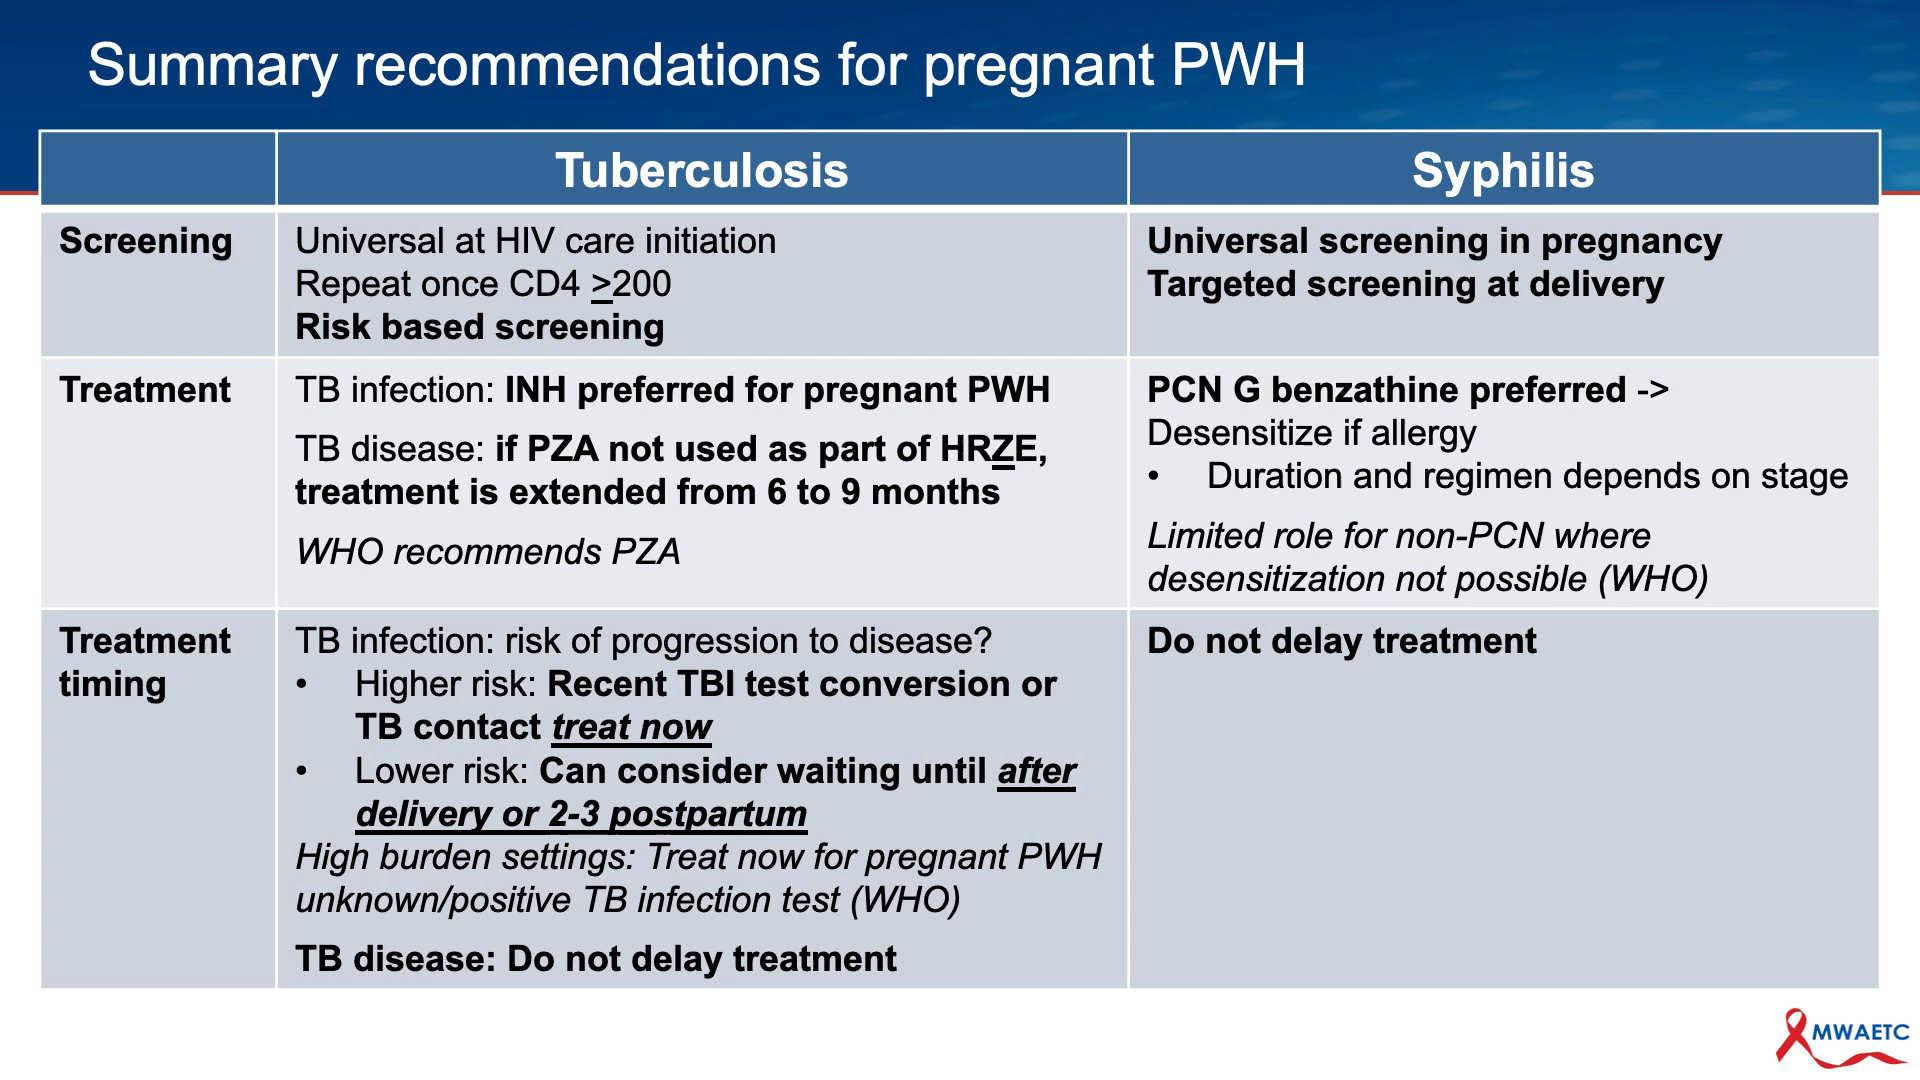 Summary recommendations for pregnant PWH
Tuberculosis
Syphilis
Screening
Universal at HIV care initiation
Repeat once CD4 >200
Risk based screening
Universal screening in pregnancy
Targeted screening at delivery
Treatment
TB infection: INH preferred for pregnant PWH
TB disease: if PZA not used as part of HRZE,
treatment is extended from 6 to 9 months
WHO recommends PZA
PCN G benzathine preferred ->
Desensitize if allergy
• Duration and regimen depends on stage
Limited role for non-PCN where
desensitization not possible (WHO)
Treatment
timing
TB infection: risk of progression to disease?
• Higher risk: Recent TBI test conversion or
TB contact treat now
• Lower risk: Can consider waiting until after
delivery or 2-3 postpartum
High burden settings: Treat now for pregnant PWH
unknown/positive TB infection test (WHO)
TB disease: Do not delay treatment
Do not delay treatment
MWAETC